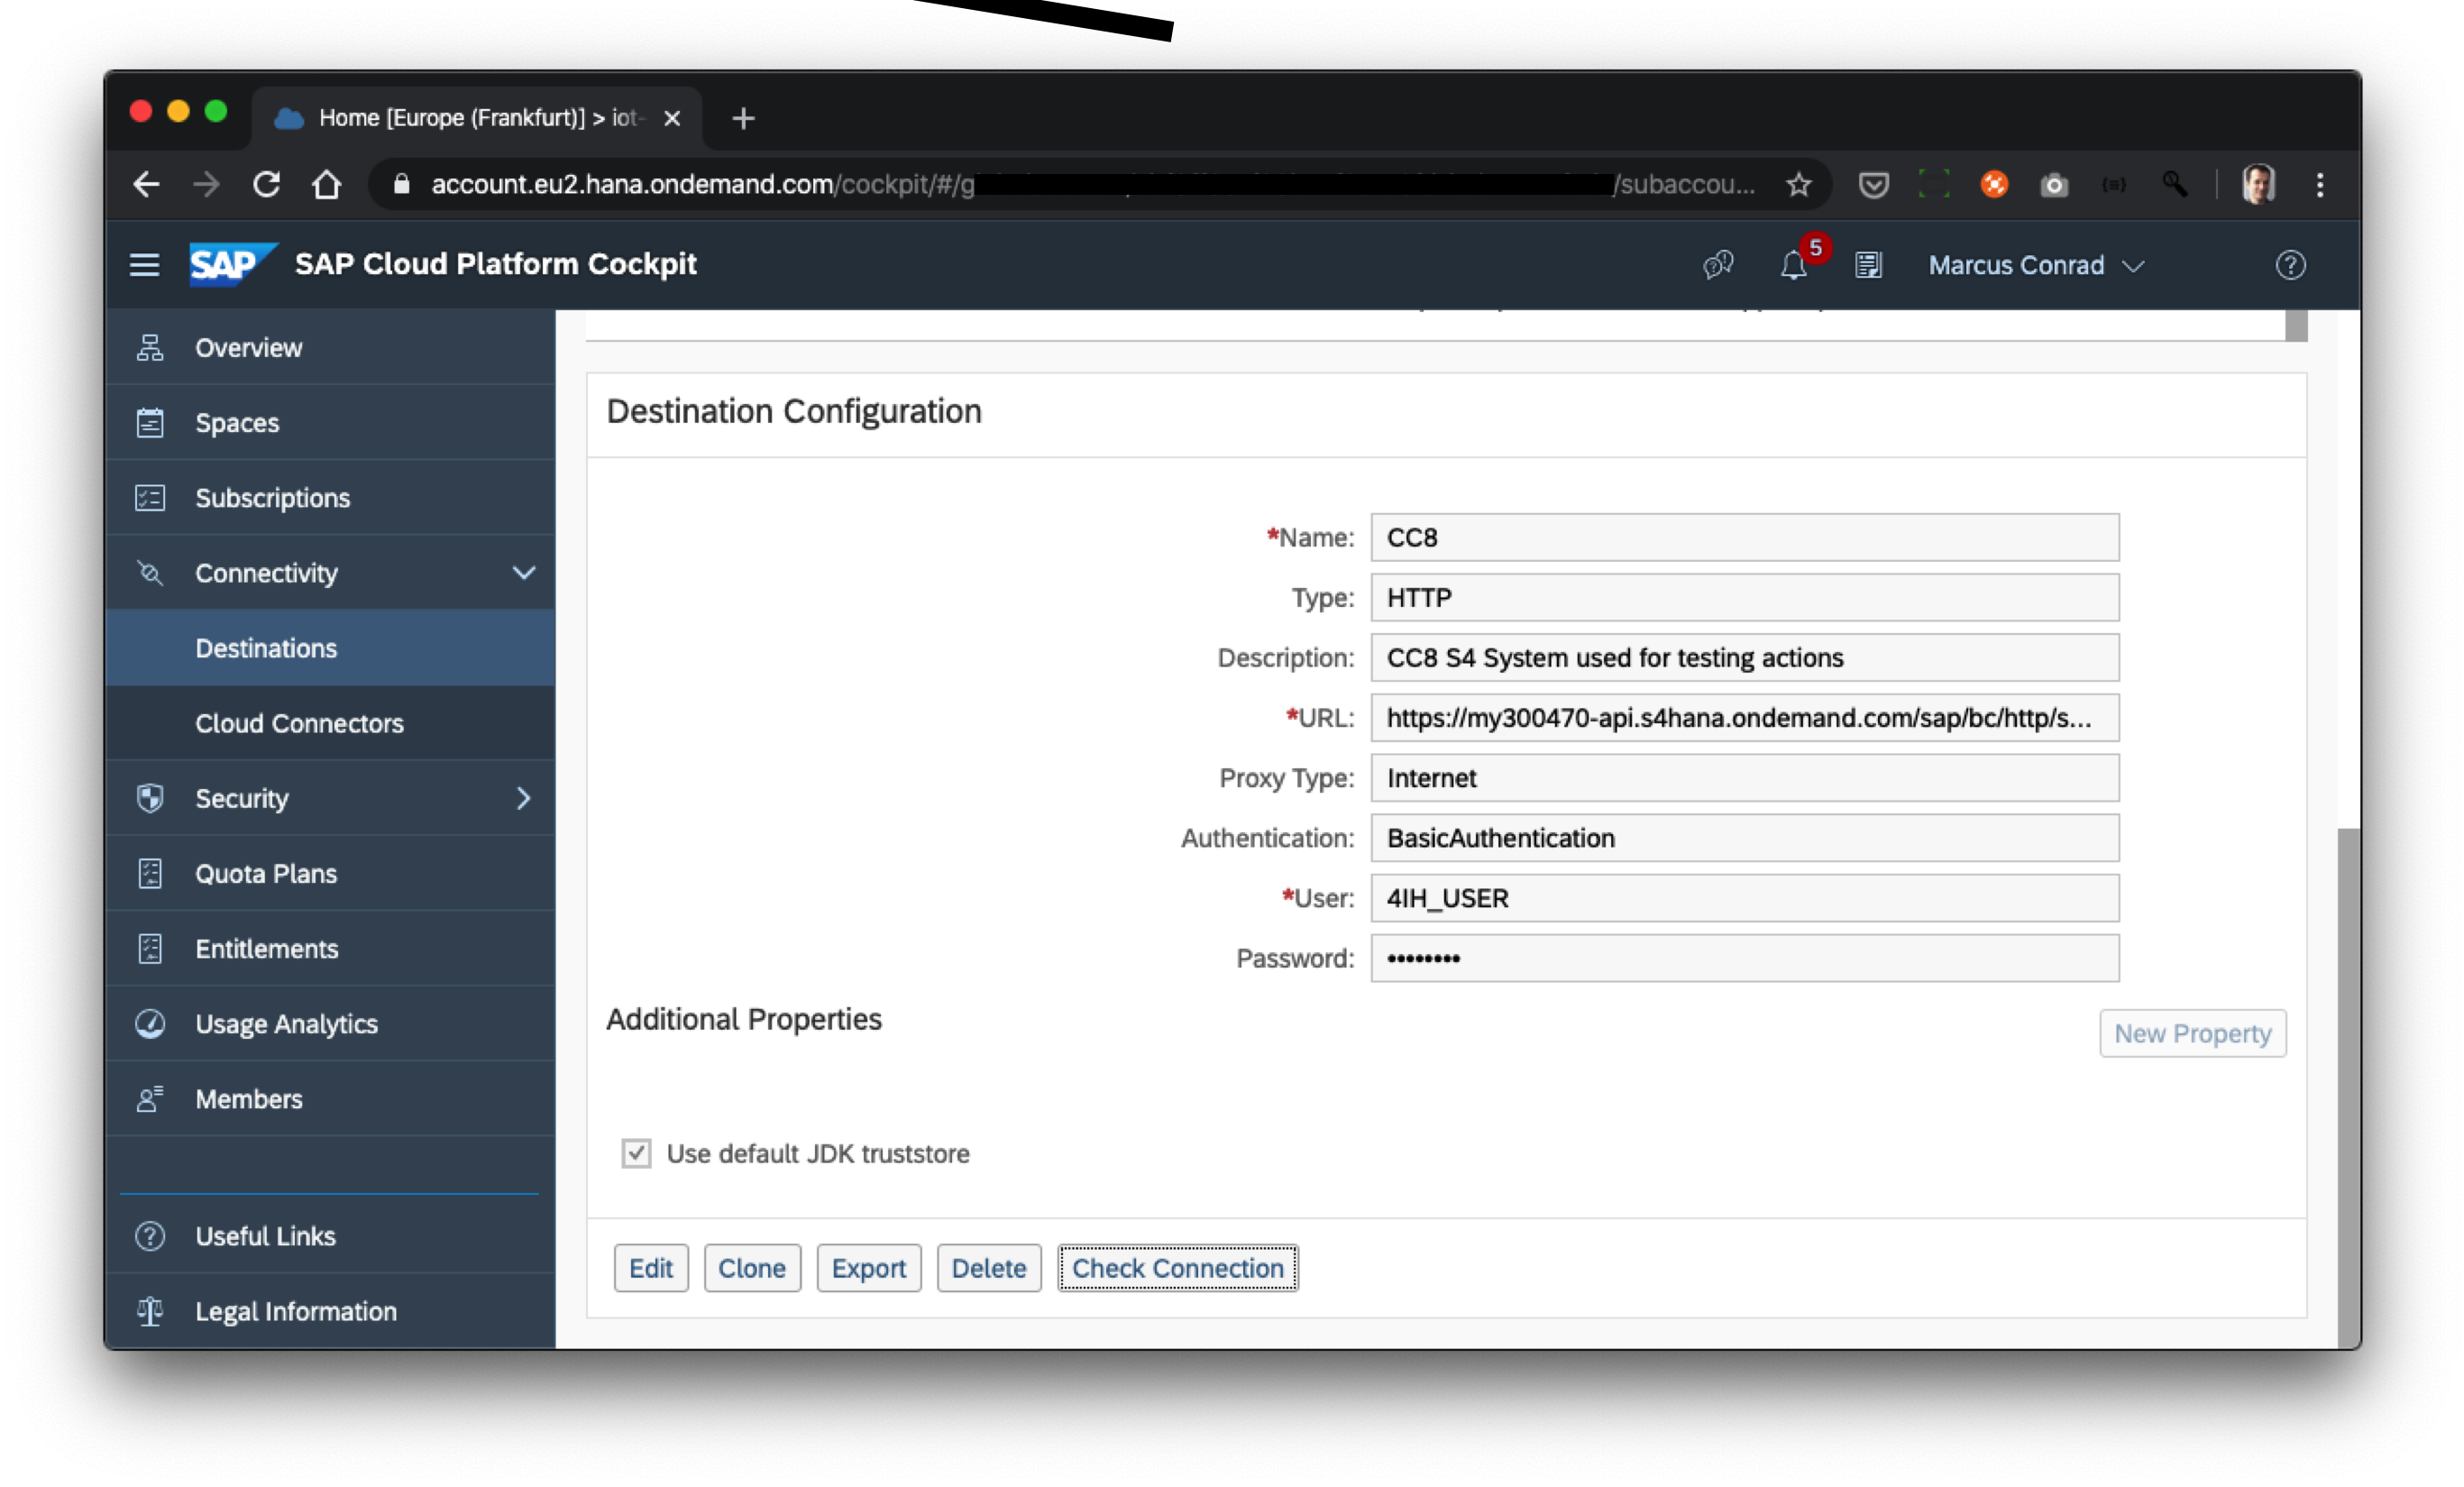 Home [Europe (Frankfurt)] > iot-
account.eu2.hana.ondemand.com/cockpit/#/g /subaccou...
SAP SAP Cloud Platform Cockpit
5
Marcus Conrad
Overview
Spaces
Subscriptions
Connectivity
Destinations
Cloud Connectors
Security
Quota Plans
Entitlements
Usage Analytics
Members
Useful Links
Legal Information
Destination Configuration
*Name: CC8
Type: HTTP
Description: CC8 S4 System used for testing actions
*URL: https://my300470-api.s4hana.ondemand.com/sap/bc/http/s...
Proxy Type: Internet
Authentication: BasicAuthentication
*User: 4IH_USER
Password: ••••••••
Additional Properties
New Property
Use default JDK truststore
Edit Clone Export Delete Check Connection